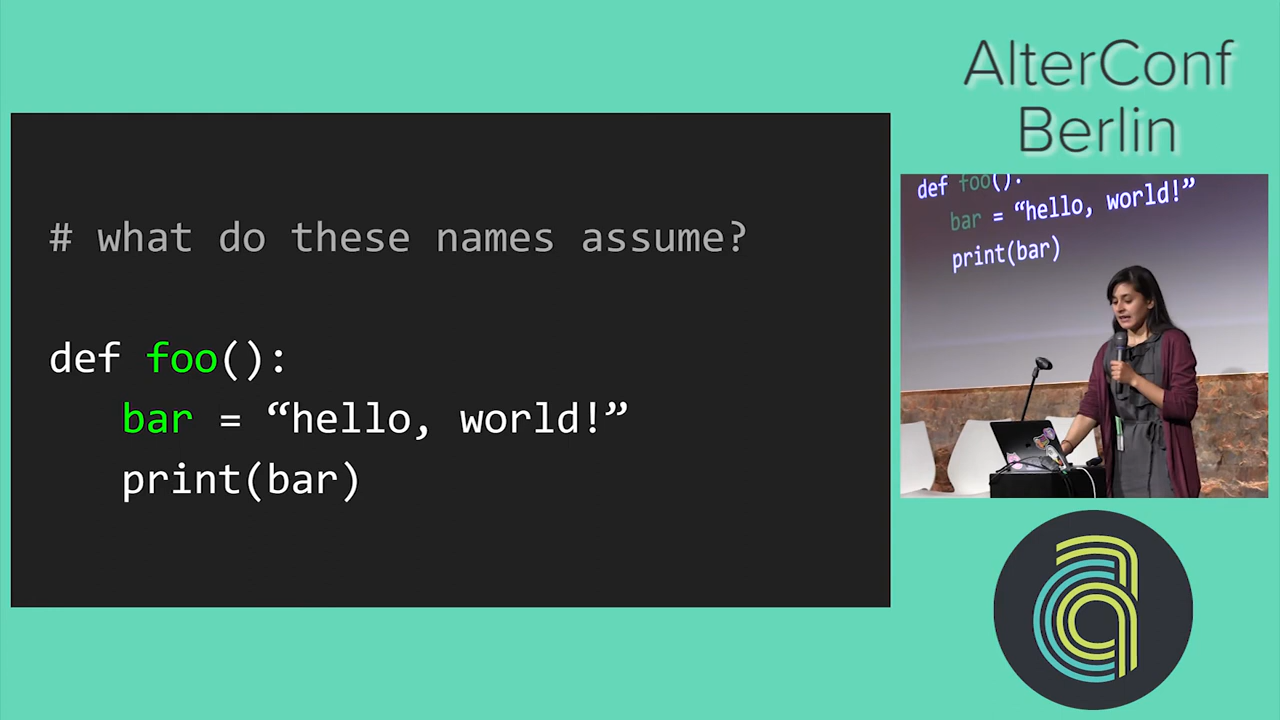 AlterConf
Berlin
# what do these names assume?
def foo():
bar = “hello, world!”
print(bar)
def foo():
bar = “hello, world!”
print(bar)